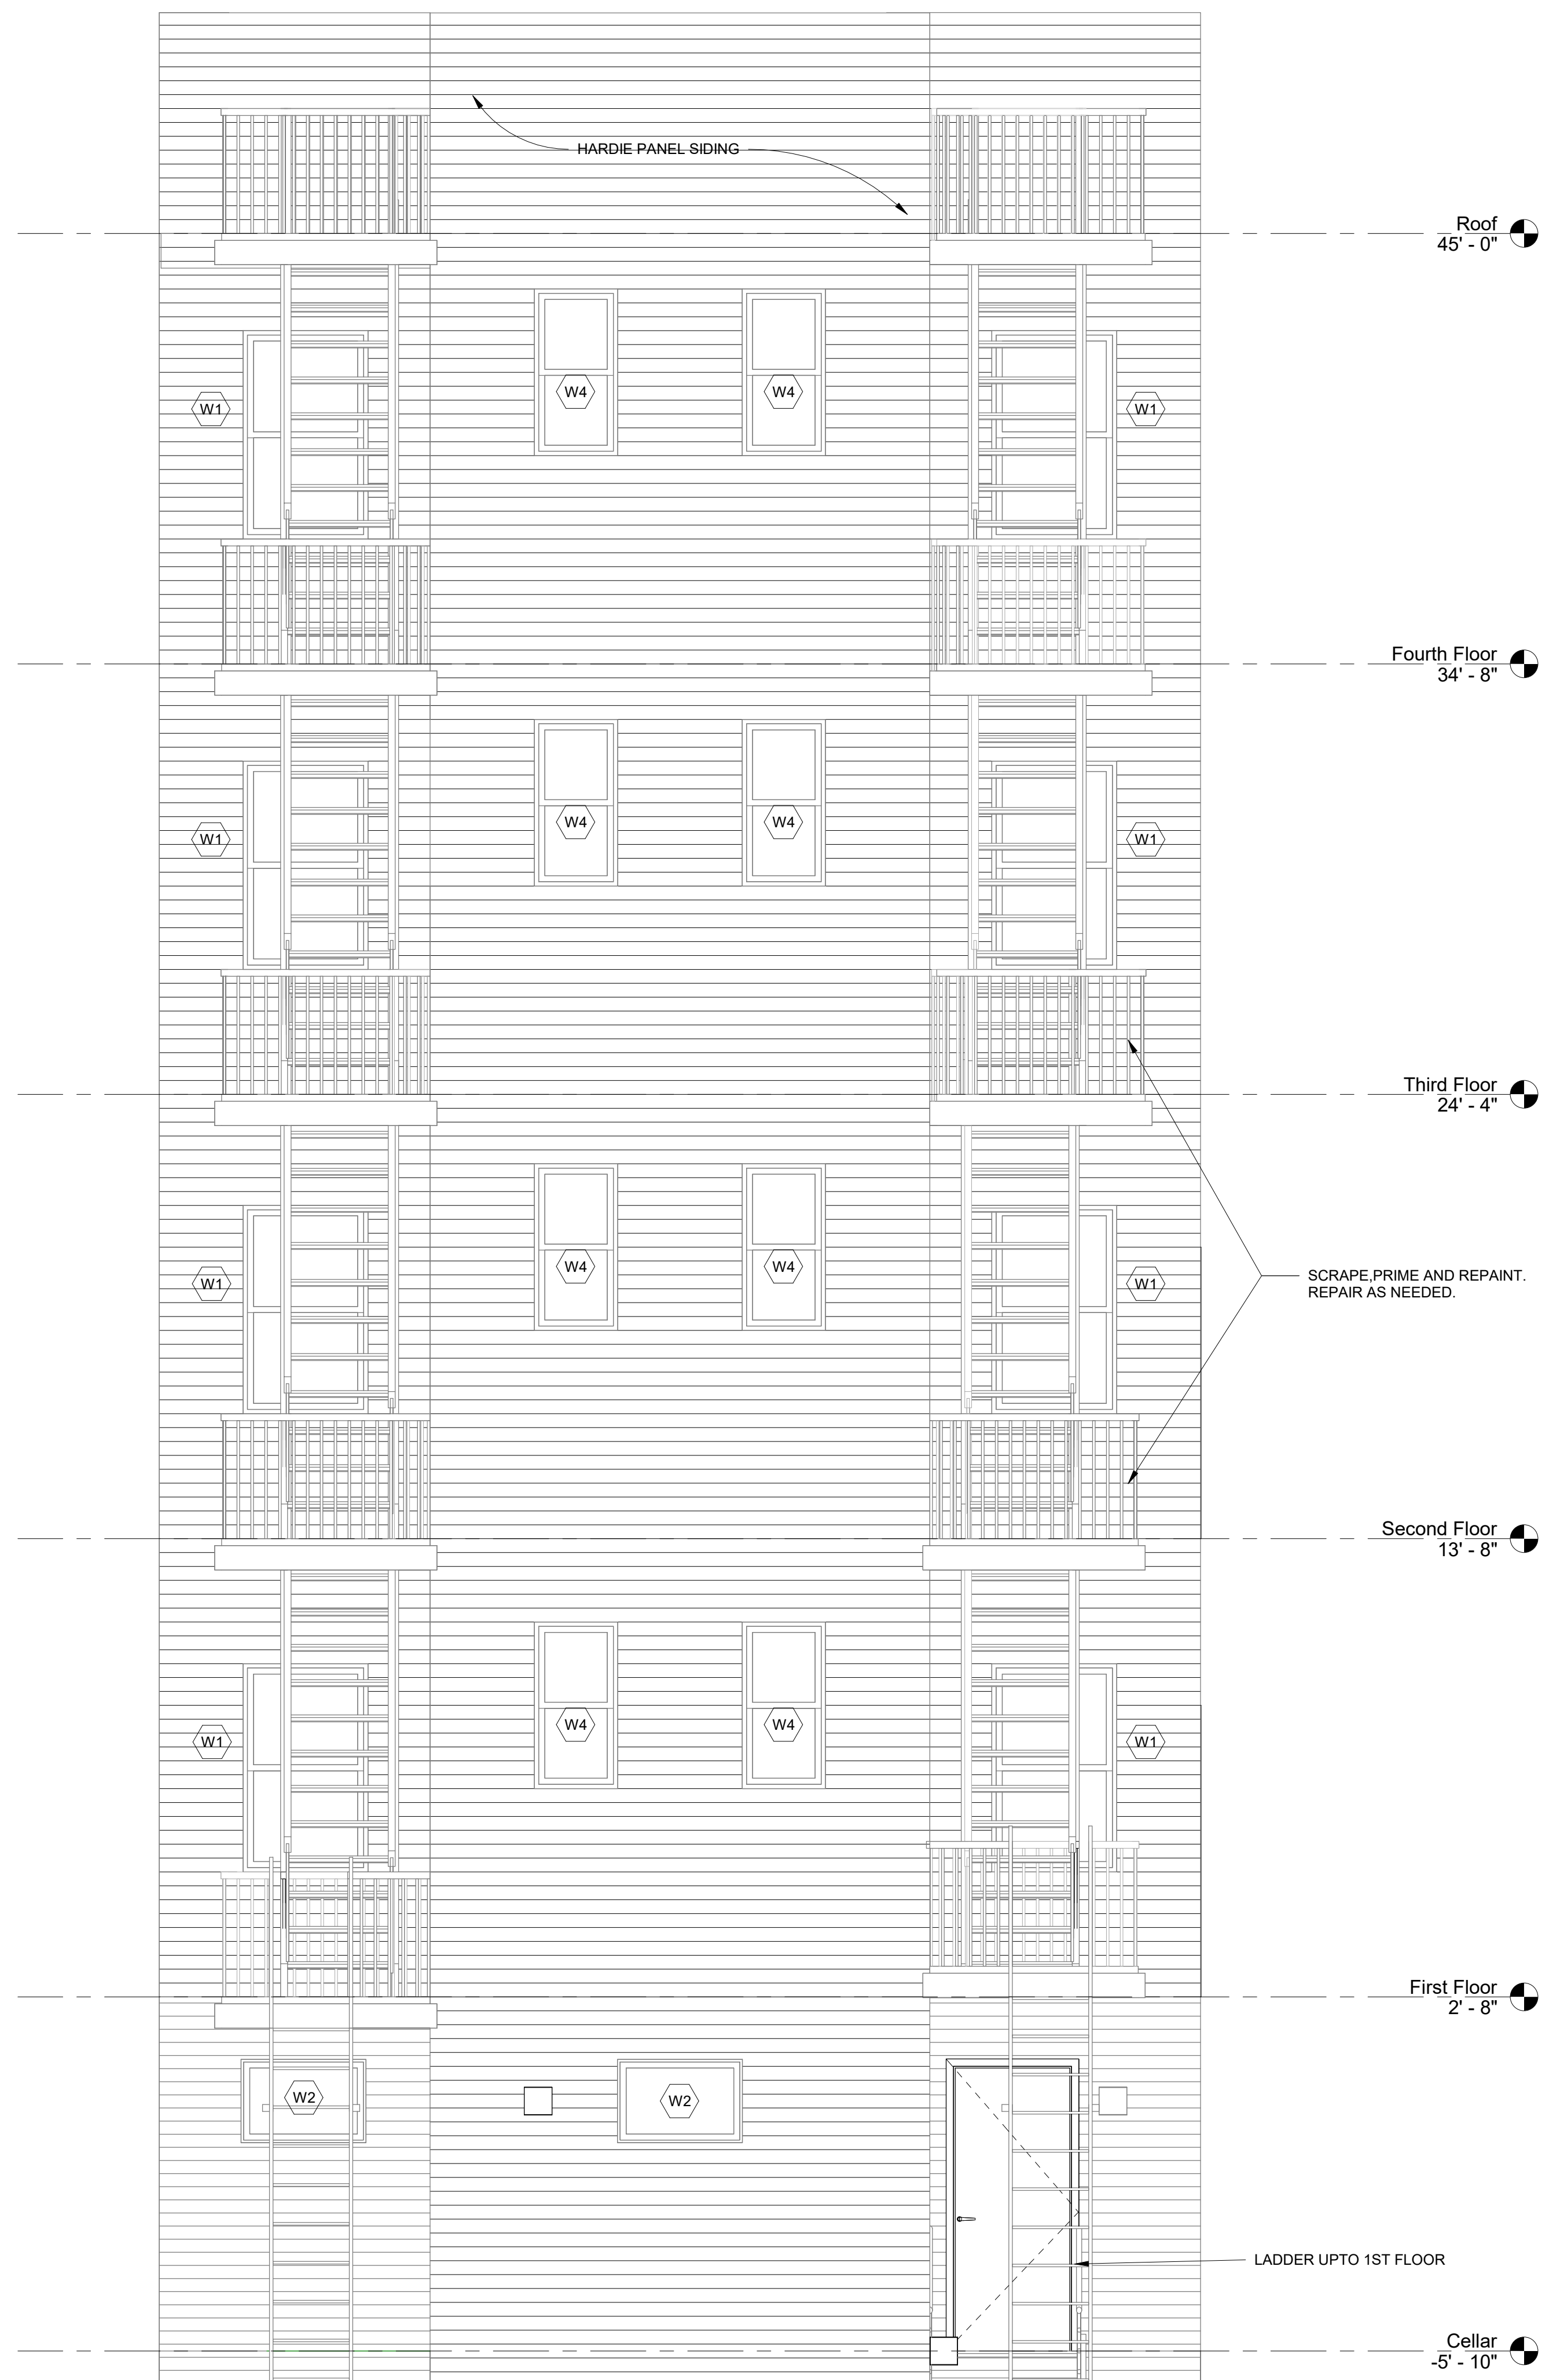 HARDIE PANEL SIDING
Roof
45' - 0"
W4
W4
W1
W1
Fourth Floor
34' - 8"
W4
W4
W1
W1
Third Floor
24' - 4"
W4
W4
W1
W1
SCRAPE,PRIME AND REPAINT.
REPAIR AS NEEDED.
Second Floor
13' - 8"
W4
W4
W1
W1
First Floor
2' - 8"
W2
W2
LADDER UPTO 1ST FLOOR
Cellar
-5' - 10"